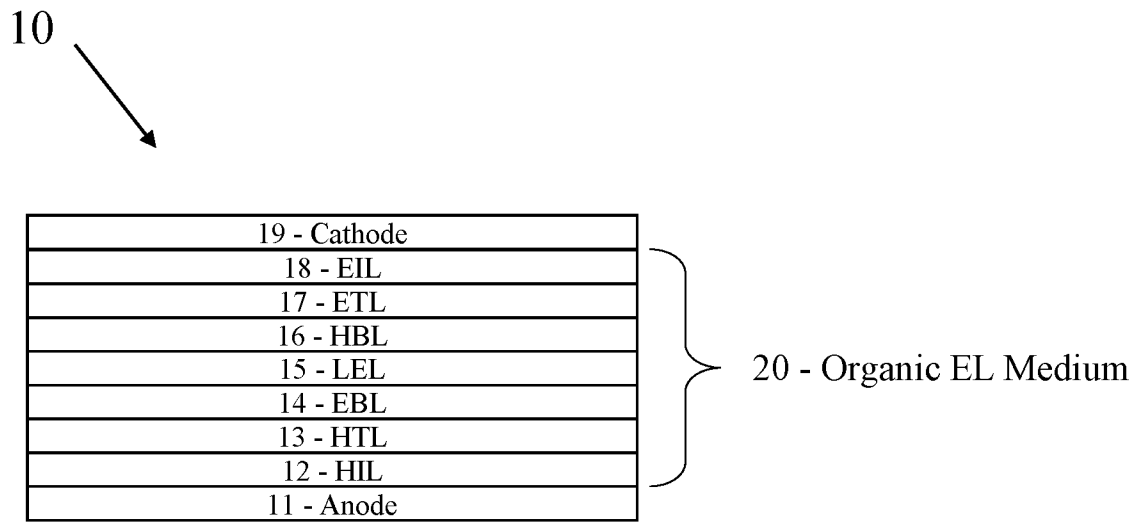 10
19 - Cathode
18 - EIL
17 - ETL
16 - HBL
15 - LEL
14 - EBL
13 - HTL
12 - HIL
11 - Anode
20 - Organic EL Medium